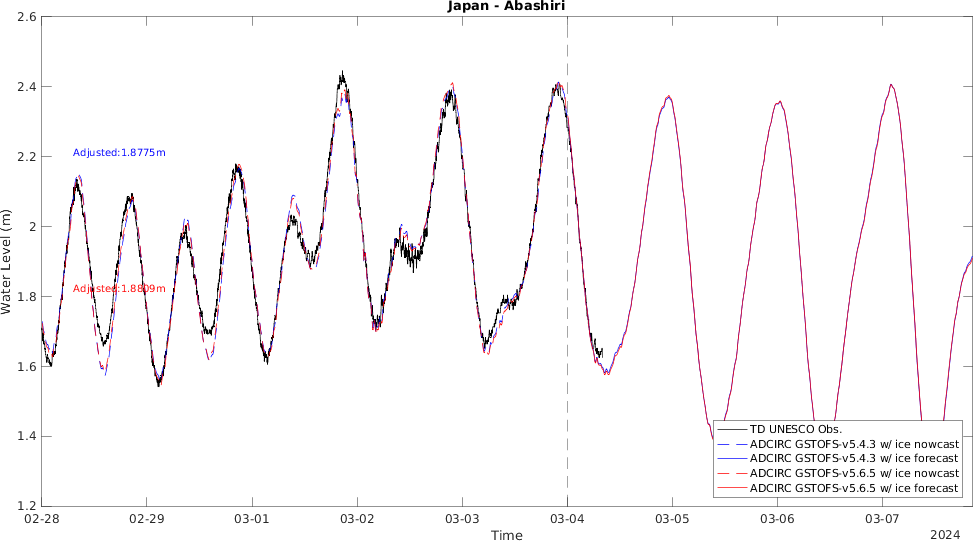 Japan - Abashiri
2.6
2.4
2.2
2
1.8
1.6
1.4
1.2
Water Level (m)
Adjusted:1.8775m
Adjusted:1.8809m
TD UNESCO Obs.
ADCIRC GSTOFS-v5.4.3 w/ ice nowcast
ADCIRC GSTOFS-v5.4.3 w/ ice forecast
ADCIRC GSTOFS-v5.6.5 w/ ice nowcast
ADCIRC GSTOFS-v5.6.5 w/ ice forecast
02-28 02-29 03-01 03-02 03-03 03-04 03-05 03-06 03-07
Time
2024